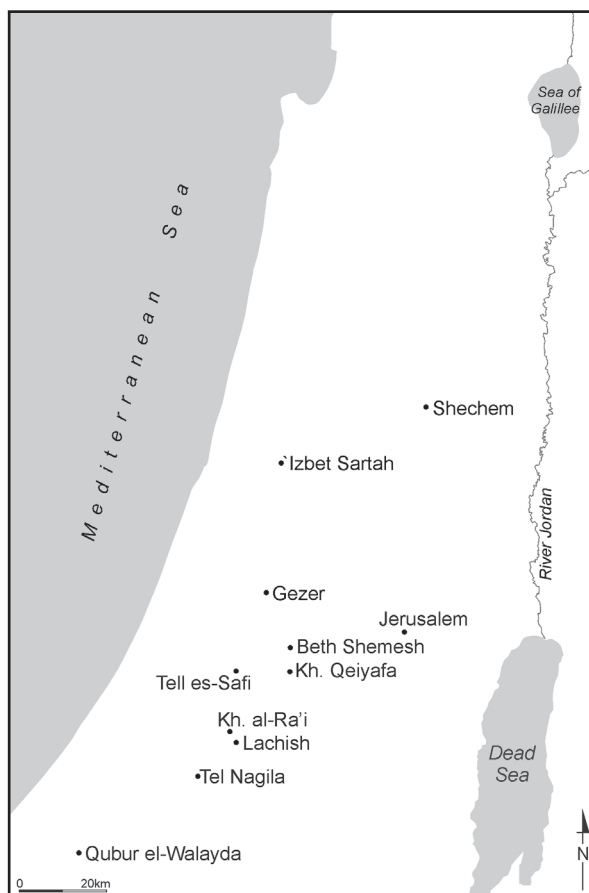 Sea of
Galillee
Mediterranean Sea
Shechem
`Izbet Sartah
River Jordan
Gezer
Jerusalem
Beth Shemesh
Kh. Qeiyafa
Tell es-Safi
Kh. al-Ra'i
Lachish
Dead
Sea
Tel Nagila
Qubur el-Walayda
N
0 20km